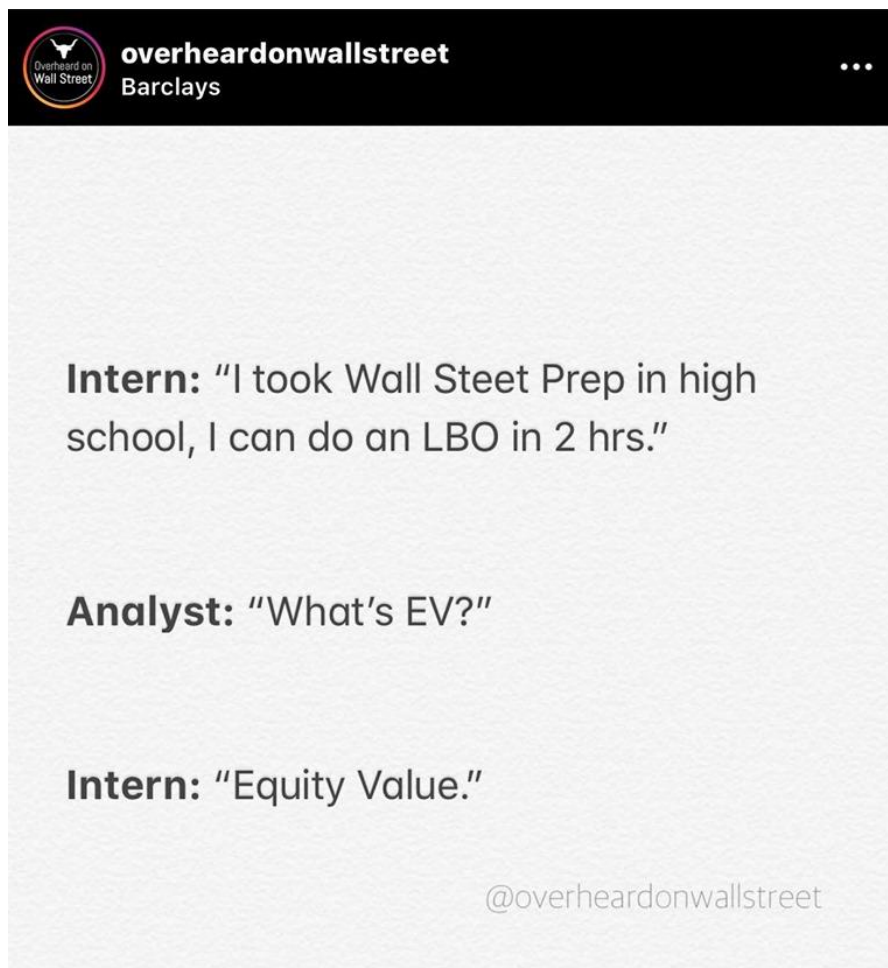 Overheard on
Wall Street
overheardonwallstreet
Barclays
Intern: “I took Wall Steet Prep in high
school, I can do an LBO in 2 hrs.”
Analyst: “What’s EV?”
Intern: “Equity Value.”
@overheardonwallstreet